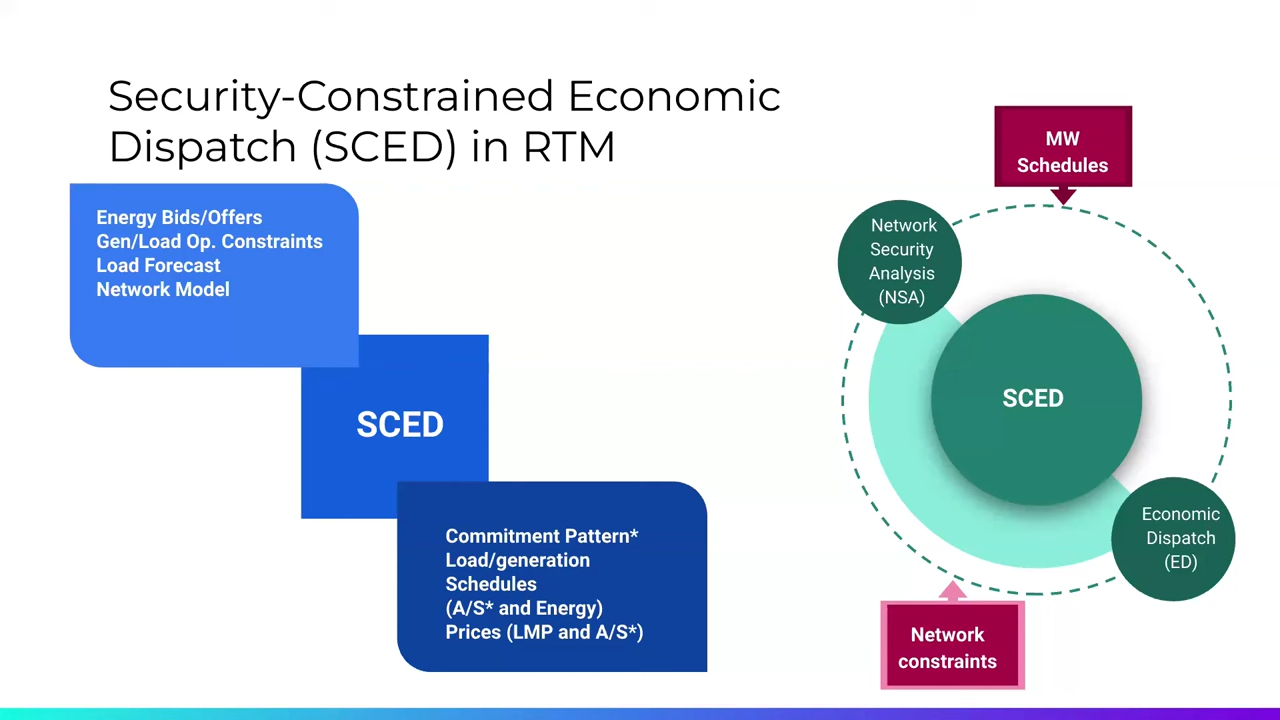 Security-Constrained Economic
Dispatch (SCED) in RTM
Energy Bids/Offers
Gen/Load Op. Constraints
Load Forecast
Network Model
SCED
Commitment Pattern*
Load/generation
Schedules
(A/S* and Energy)
Prices (LMP and A/S*)
MW
Schedules
Network
Security
Analysis
(NSA)
SCED
Economic
Dispatch
(ED)
Network
constraints